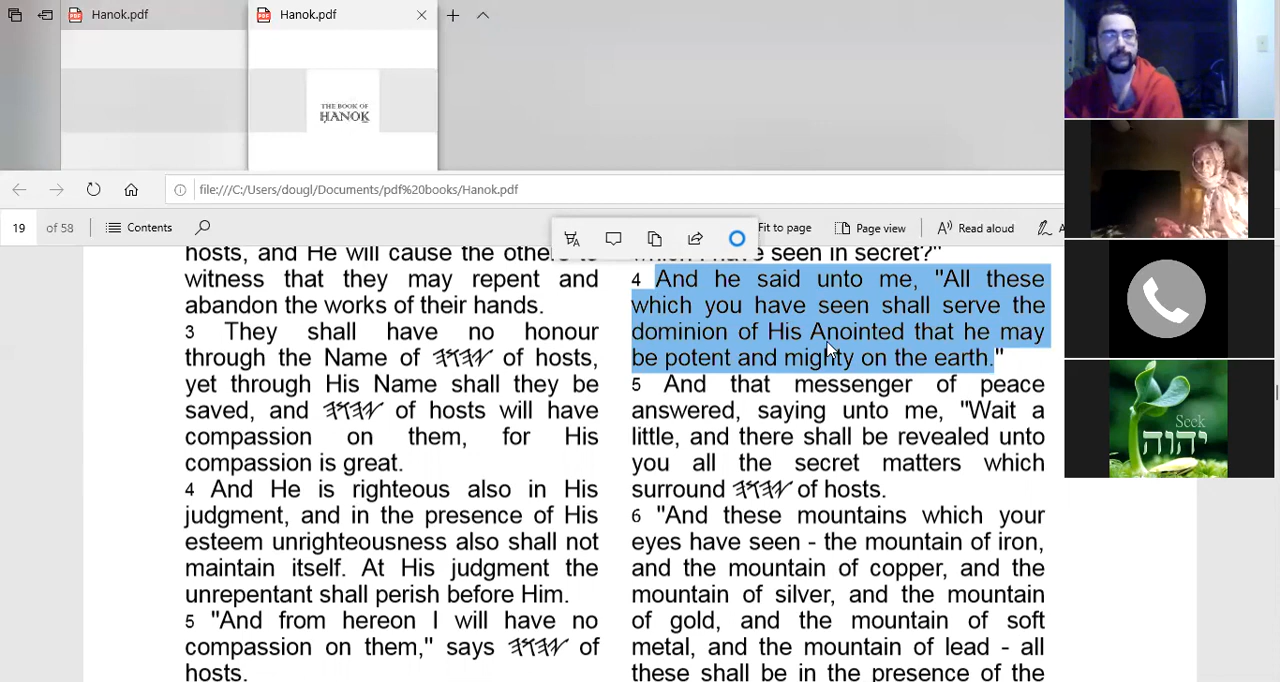 Hanok.pdf
Hanok.pdf
THE BOOK OF
HANOK
file:///C:/Users/dougl/Documents/pdf%20books/Hanok.pdf
19 of 58 Contents Fit to page Page view Read aloud
hosts, and He will cause the others to
witness that they may repent and
abandon the works of their hands.
3 They shall have no honour
through the Name of 𐤉𐤄𐤅𐤄 of hosts,
yet through His Name shall they be
saved, and 𐤉𐤄𐤅𐤄 of hosts will have
compassion on them, for His
compassion is great.
4 And He is righteous also in His
judgment, and in the presence of His
esteem unrighteousness also shall not
maintain itself. At His judgment the
unrepentant shall perish before Him.
5 "And from hereon I will have no
compassion on them," says 𐤉𐤄𐤅𐤄 of
hosts.
which I have seen in secret?"
4 And he said unto me, "All these
which you have seen shall serve the
dominion of His Anointed that he may
be potent and mighty on the earth."
5 And that messenger of peace
answered, saying unto me, "Wait a
little, and there shall be revealed unto
you all the secret matters which
surround 𐤉𐤄𐤅𐤄 of hosts.
6 "And these mountains which your
eyes have seen - the mountain of iron,
and the mountain of copper, and the
mountain of silver, and the mountain
of gold, and the mountain of soft
metal, and the mountain of lead - all
these shall be in the presence of the
Seek
יהוה